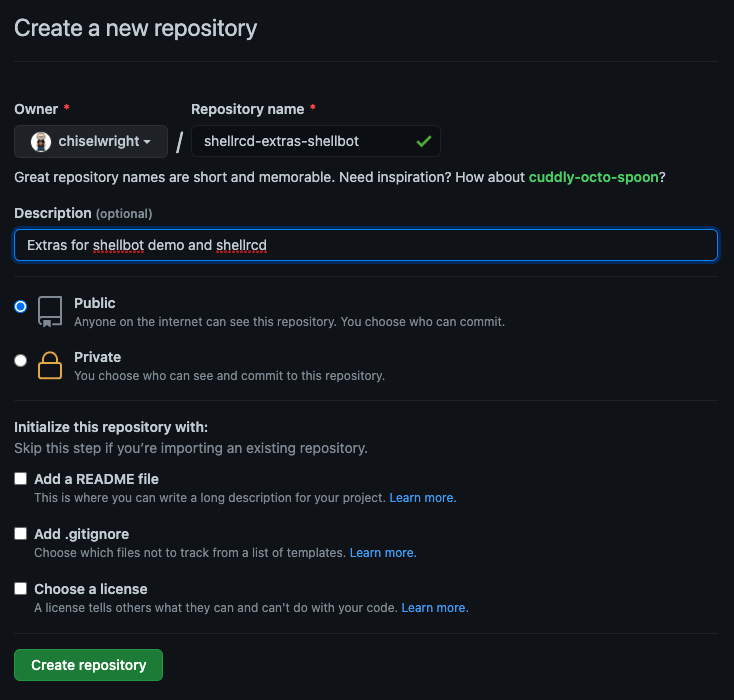 Create a new repository
Owner * Repository name *
chiselwright / shellrcd-extras-shellbot
Great repository names are short and memorable. Need inspiration? How about cuddly-octo-spoon?
Description (optional)
Extras for shellbot demo and shellrcd
Public
Anyone on the internet can see this repository. You choose who can commit.
Private
You choose who can see and commit to this repository.
Initialize this repository with:
Skip this step if you're importing an existing repository.
Add a README file
This is where you can write a long description for your project. Learn more.
Add .gitignore
Choose which files not to track from a list of templates. Learn more.
Choose a license
A license tells others what they can and can't do with your code. Learn more.
Create repository